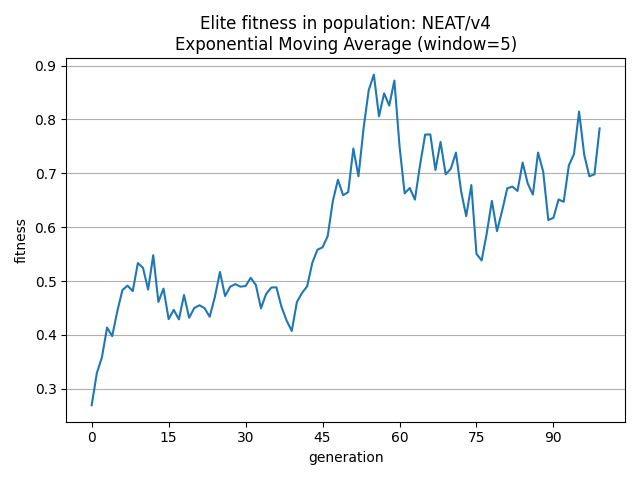 Elite fitness in population: NEAT/v4
Exponential Moving Average (window=5)
0.9
0.8
0.7
0.6
0.5
0.4
0.3
fitness
0 15 30 45 60 75 90
generation